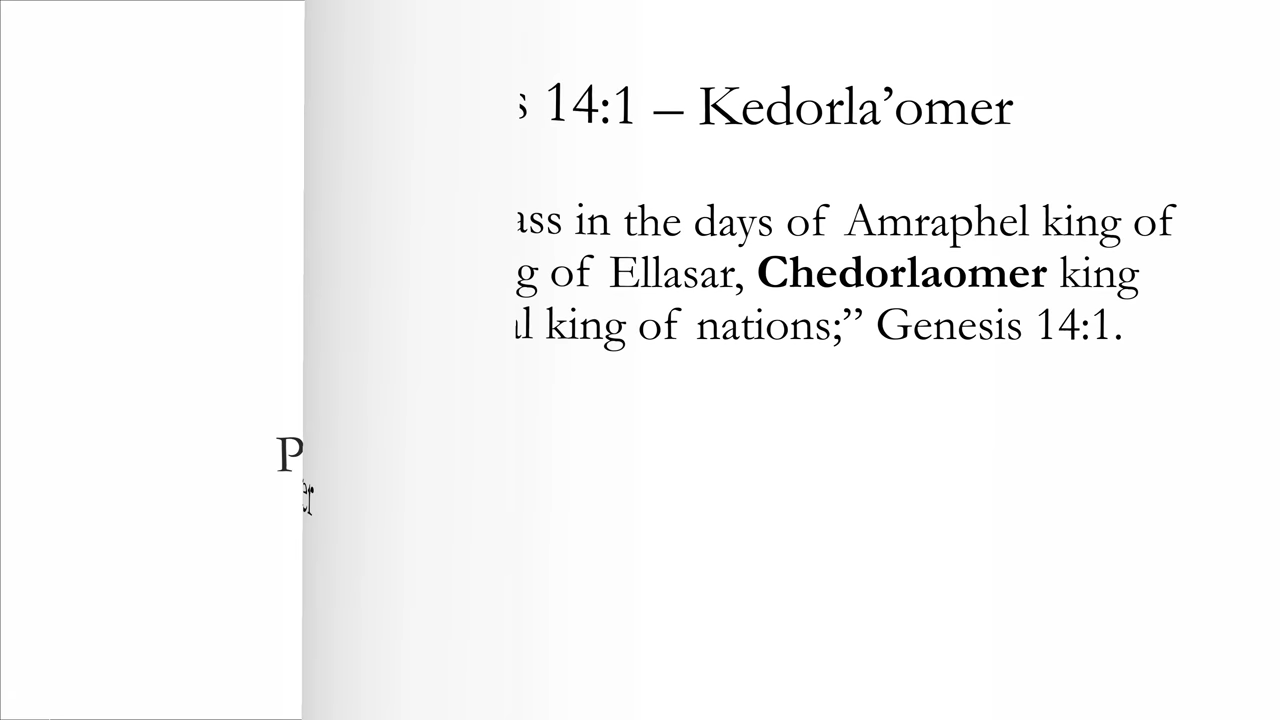 14:1 – Kedorla’omer
in the days of Amraphel king of
of Ellasar, Chedorlaomer king
king of nations;” Genesis 14:1.